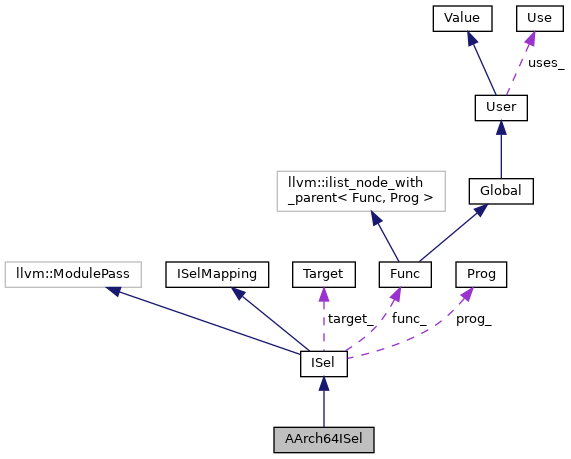 Value
Use
uses_
User
llvm::ilist_node_with
_parent< Func, Prog >
Global
llvm::ModulePass
ISelMapping
Target
Func
Prog
target_
func_
prog_
ISel
AArch64ISel